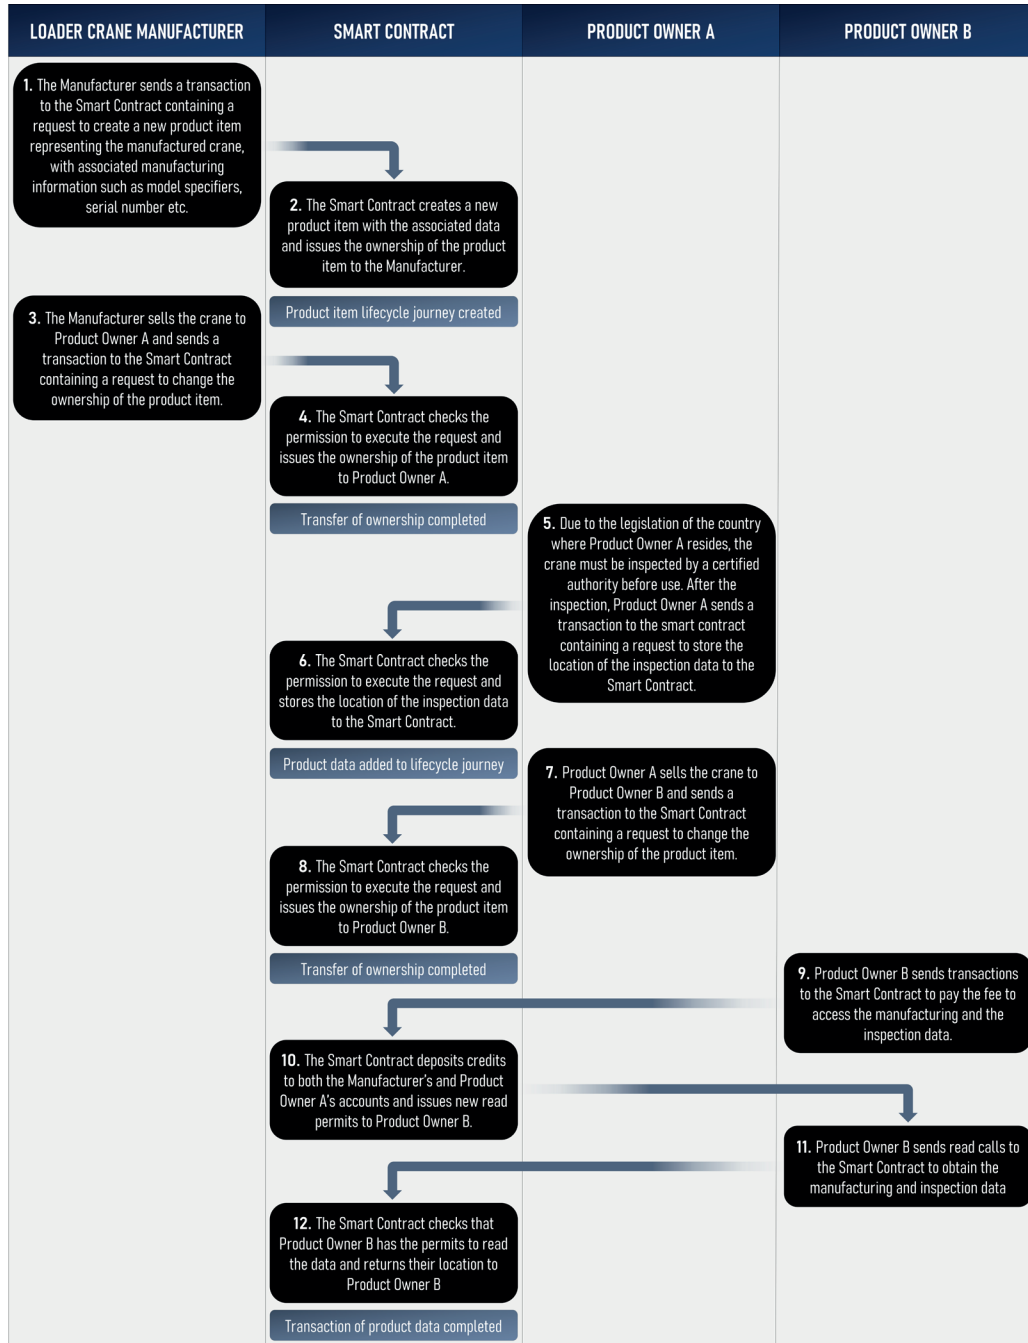 LOADER CRANE MANUFACTURER
SMART CONTRACT
PRODUCT OWNER A
PRODUCT OWNER B
1. The Manufacturer sends a transaction
to the Smart Contract containing a
request to create a new product item
representing the manufactured crane,
with associated manufacturing
information such as model specifiers,
serial number etc.
2. The Smart Contract creates a new
product item with the associated data
and issues the ownership of the product
item to the Manufacturer.
Product item lifecycle journey created
3. The Manufacturer sells the crane to
Product Owner A and sends a
transaction to the Smart Contract
containing a request to change the
ownership of the product item.
4. The Smart Contract checks the
permission to execute the request and
issues the ownership of the product item
to Product Owner A.
Transfer of ownership completed
5. Due to the legislation of the country
where Product Owner A resides, the
crane must be inspected by a certified
authority before use. After the
inspection, Product Owner A sends a
transaction to the smart contract
containing a request to store the
location of the inspection data to the
Smart Contract.
6. The Smart Contract checks the
permission to execute the request and
stores the location of the inspection data
to the Smart Contract.
Product data added to lifecycle journey
7. Product Owner A sells the crane to
Product Owner B and sends a
transaction to the Smart Contract
containing a request to change the
ownership of the product item.
8. The Smart Contract checks the
permission to execute the request and
issues the ownership of the product item
to Product Owner B.
Transfer of ownership completed
9. Product Owner B sends transactions
to the Smart Contract to pay the fee to
access the manufacturing and the
inspection data.
10. The Smart Contract deposits credits
to both the Manufacturer's and Product
Owner A's accounts and issues new read
permits to Product Owner B.
11. Product Owner B sends read calls to
the Smart Contract to obtain the
manufacturing and inspection data
12. The Smart Contract checks that
Product Owner B has the permits to read
the data and returns their location to
Product Owner B
Transaction of product data completed